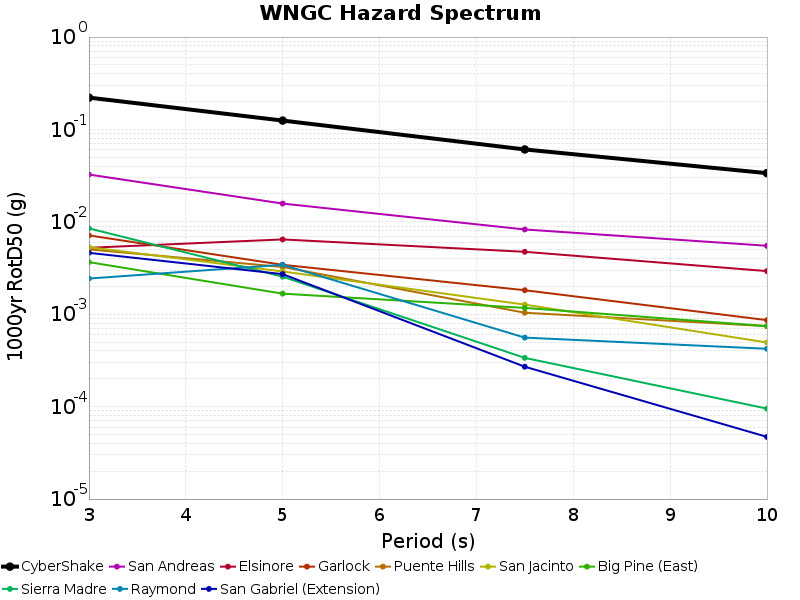 WNGC Hazard Spectrum
10^0
10^-1
10^-2
10^-3
10^-4
10^-5
1000yr RotD50 (g)
3 4 5 6 7 8 9 10
Period (s)
CyberShake San Andreas Elsinore Garlock Puente Hills San Jacinto Big Pine (East)
Sierra Madre Raymond San Gabriel (Extension)